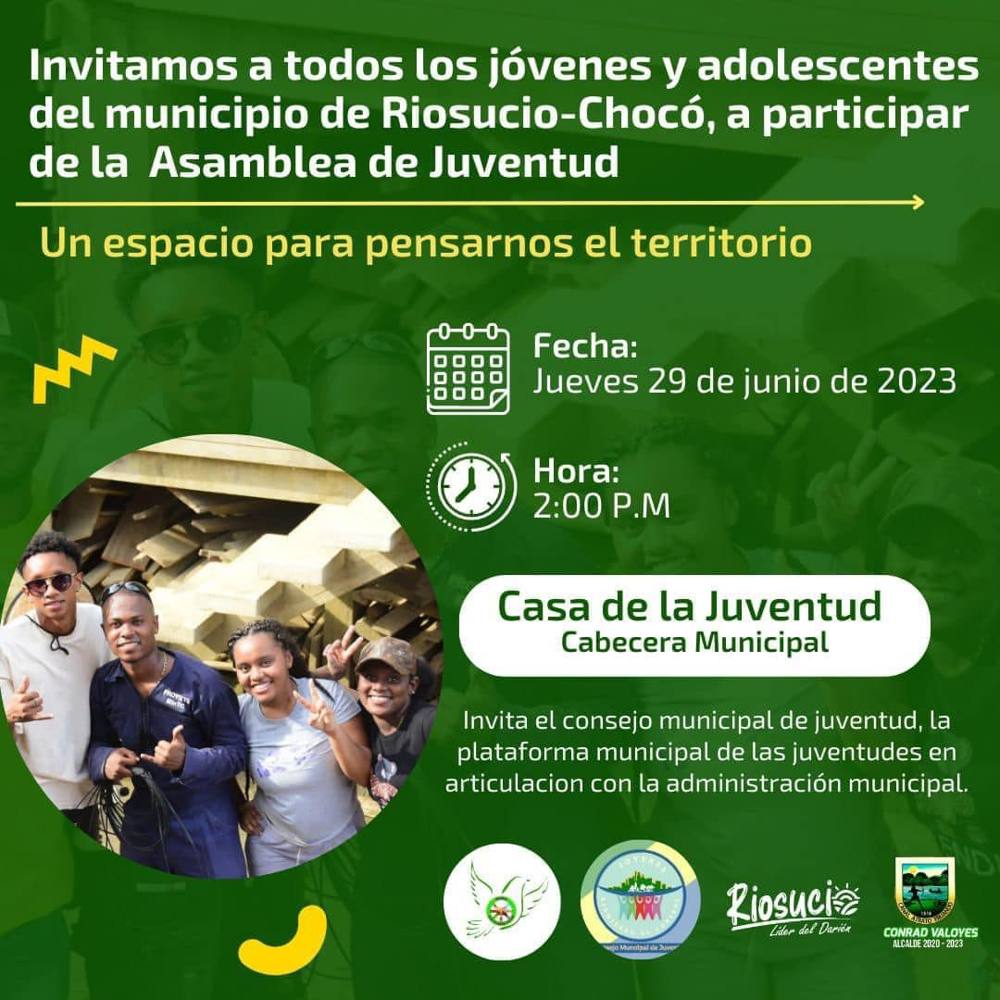 Invitamos a todos los jóvenes y adolescentes
del municipio de Riosucio-Chocó, a participar
de la Asamblea de Juventud
Un espacio para pensarnos el territorio
Fecha:
Jueves 29 de junio de 2023
Hora:
2:00 P.M
Casa de la Juventud
Cabecera Municipal
Invita el consejo municipal de juventud, la
plataforma municipal de las juventudes en
articulacion con la administración municipal.
Riosucio
Líder del Darién
CONRAD VALOYES
ALCALDE 2020 - 2023